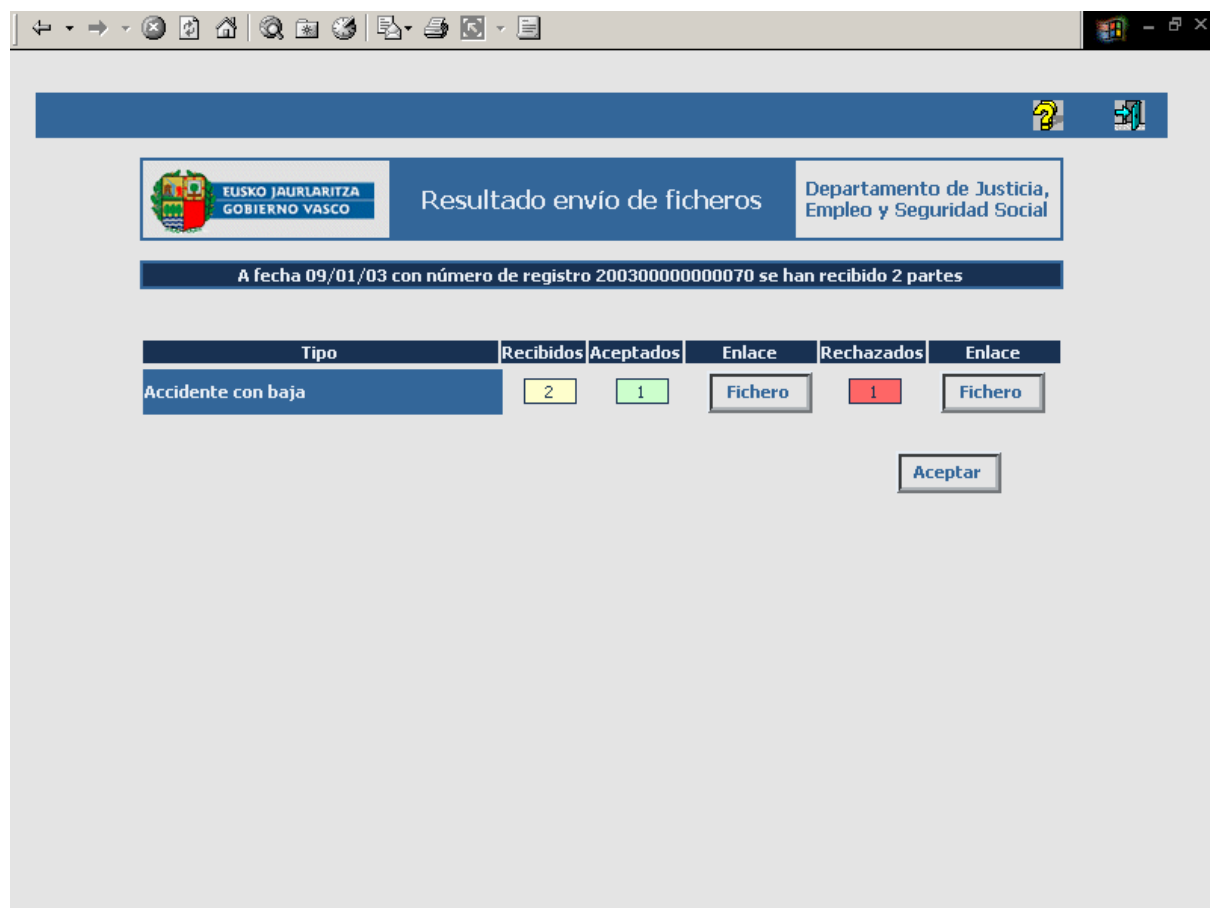 EUSKO JAURLARITZA
GOBIERNO VASCO
Resultado envío de ficheros
Departamento de Justicia,
Empleo y Seguridad Social
A fecha 09/01/03 con número de registro 200300000000070 se han recibido 2 partes
Tipo Recibidos Aceptados Enlace Rechazados Enlace
Accidente con baja 2 1 Fichero 1 Fichero
Aceptar